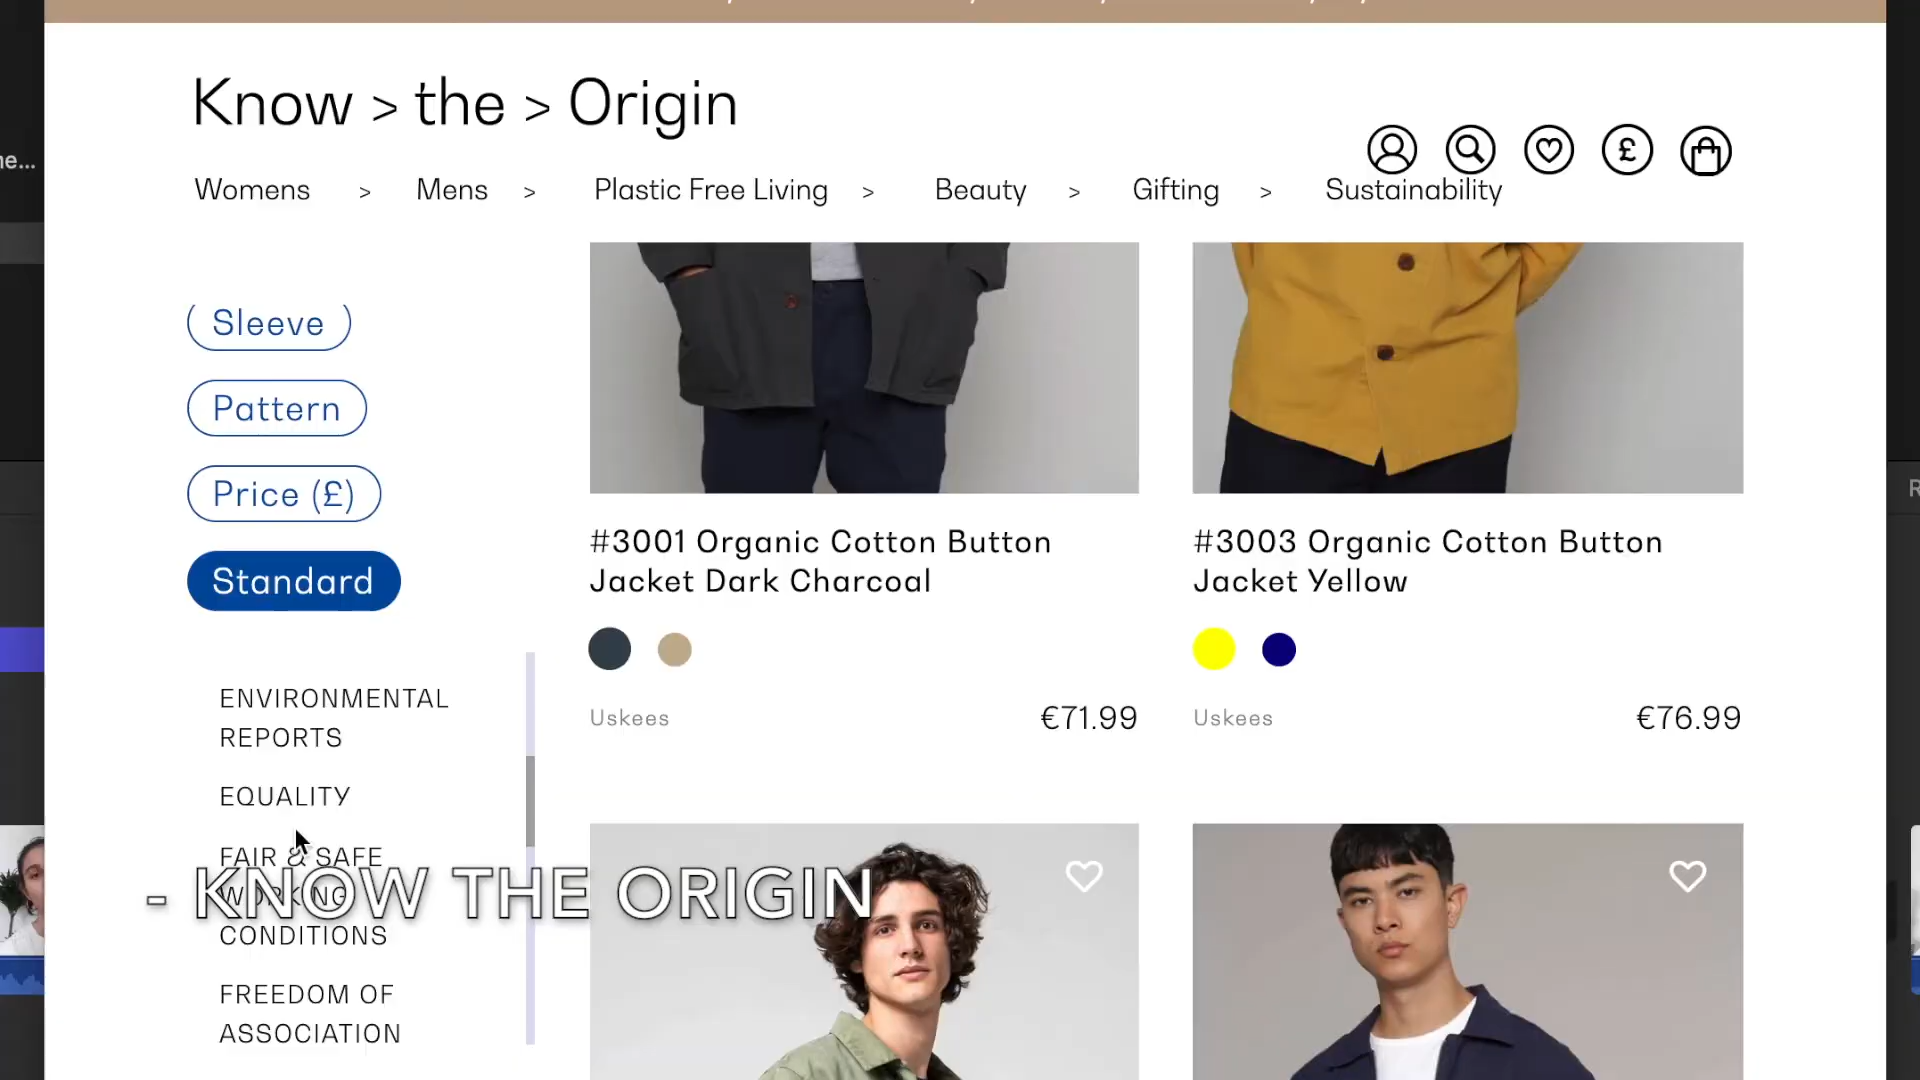 ne...
Know > the > Origin
Womens > Mens > Plastic Free Living > Beauty > Gifting > Sustainability
£
Sleeve
Pattern
Price (£)
Standard
ENVIRONMENTAL
REPORTS
EQUALITY
FAIR & SAFE
WORKING
CONDITIONS
FREEDOM OF
ASSOCIATION
#3001 Organic Cotton Button
Jacket Dark Charcoal
Uskees €71.99
#3003 Organic Cotton Button
Jacket Yellow
Uskees €76.99
- KNOW THE ORIGIN
R